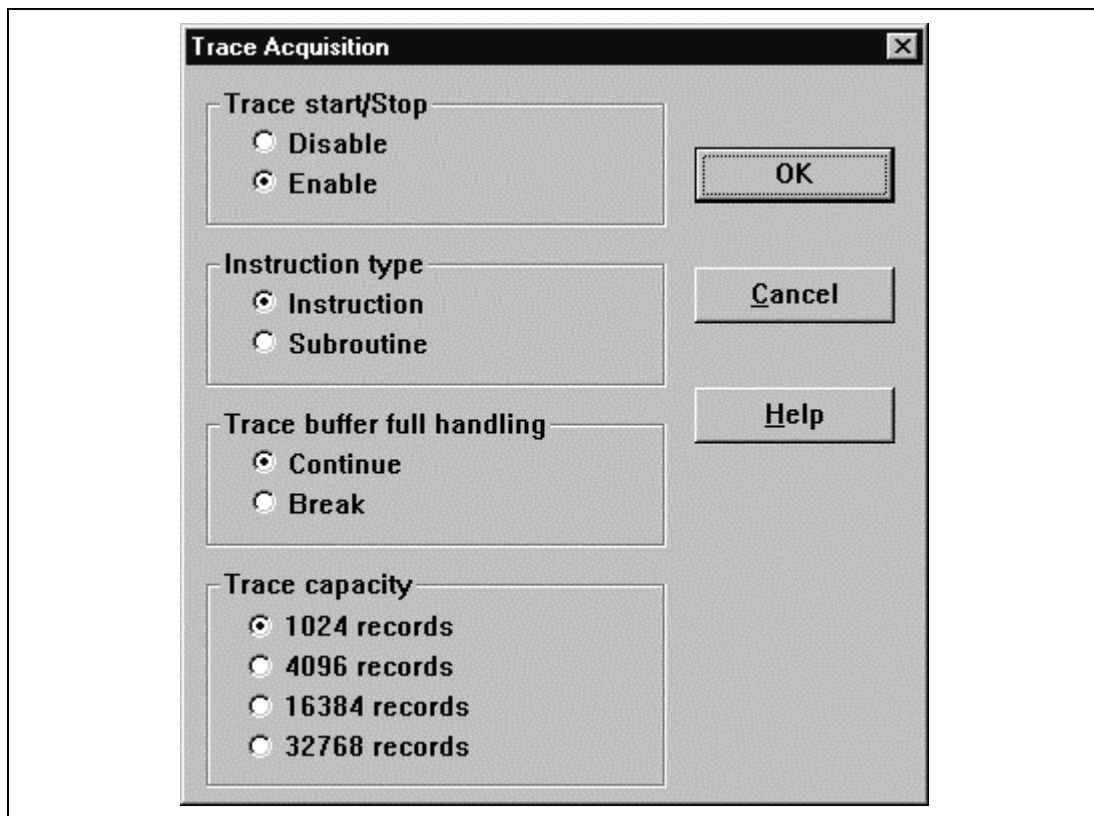 Trace Acquisition
Trace start/Stop
Disable
Enable
Instruction type
Instruction
Subroutine
Trace buffer full handling
Continue
Break
Trace capacity
1024 records
4096 records
16384 records
32768 records
OK
Cancel
Help